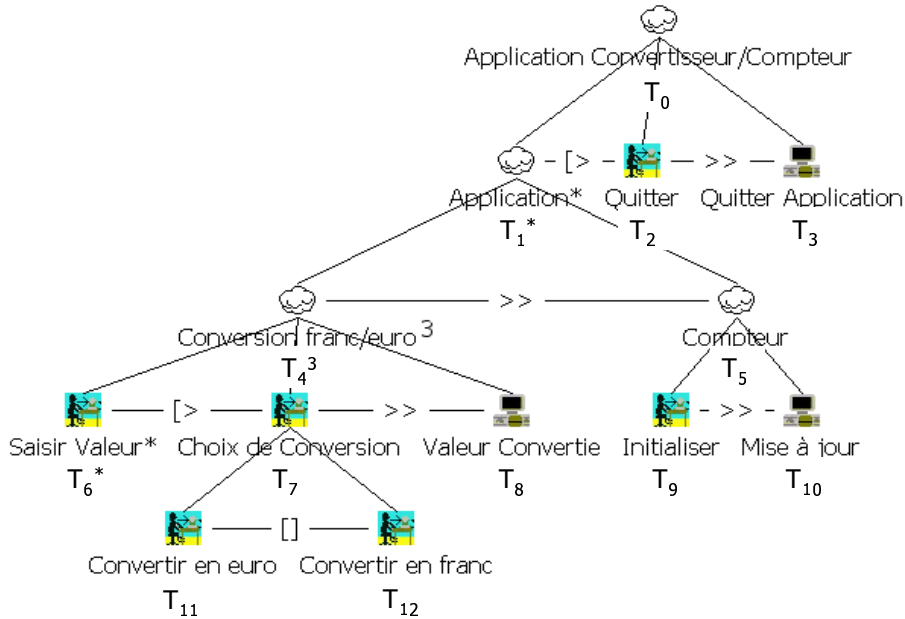 Application Convertisseur/Compteur
T0
[> >>
Application* Quitter Quitter Application
T1* T2 T3
>>
Conversion franc/euro3 Compteur
T43 T5
[> >> >>
Saisir Valeur* Choix de Conversion Valeur Convertie Initialiser Mise à jour
T6* T7 T8 T9 T10
[]
Convertir en euro Convertir en franc
T11 T12